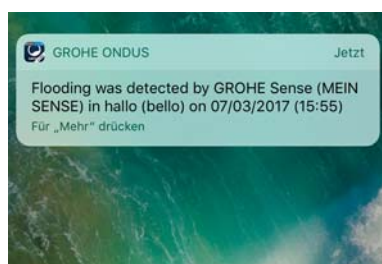 GROHE ONDUS Jetzt
Flooding was detected by GROHE Sense (MEIN
SENSE) in hallo (bello) on 07/03/2017 (15:55)
Für „Mehr“ drücken